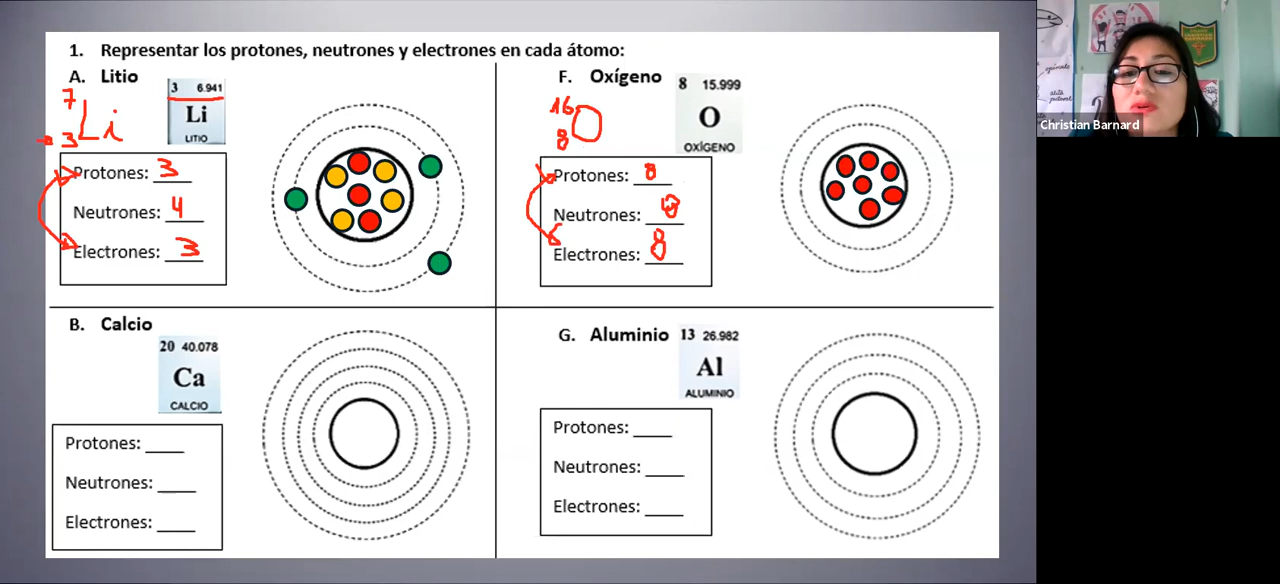 1. Representar los protones, neutrones y electrones en cada átomo:
A. Litio
3 6.941
Li
LITIO
7
3 Li
Protones: 3
Neutrones: 4
Electrones: 3
F. Oxígeno
8 15.999
O
OXÍGENO
16
8 O
Protones: 8
Neutrones: 8
Electrones: 8
B. Calcio
20 40.078
Ca
CALCIO
Protones: ____
Neutrones: ____
Electrones: ____
G. Aluminio
13 26.982
Al
ALUMINIO
Protones: ____
Neutrones: ____
Electrones: ____
Christian Barnard